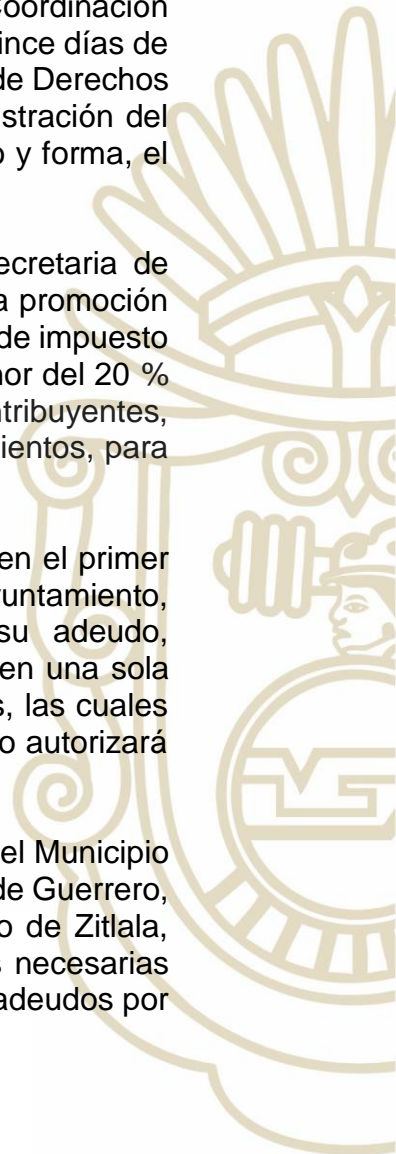 Coordinación
ince días de
de Derechos
stración del
o y forma, el
ecretaria de
a promoción
de impuesto
nor del 20 %
ntribuyentes,
ientos, para
en el primer
yuntamiento,
su adeudo,
en una sola
s, las cuales
o autorizará
el Municipio
de Guerrero,
o de Zitlala,
s necesarias
adeudos por